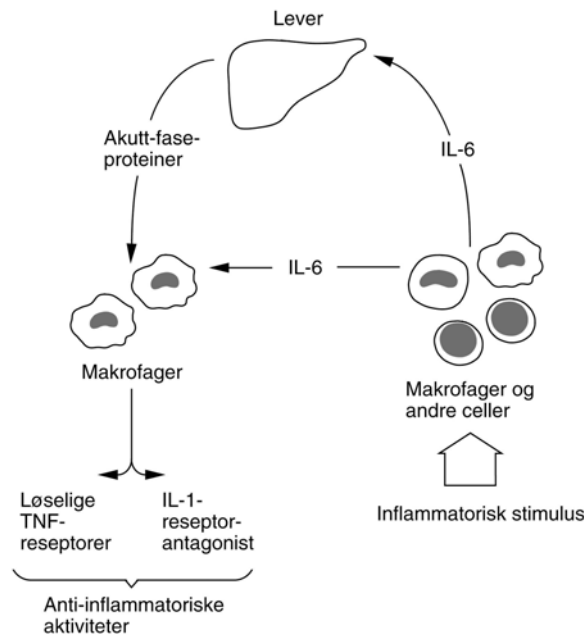 Lever
Akutt-fase-
proteiner
IL-6
IL-6
Makrofager
Makrofager og
andre celler
Løselige
TNF-
reseptorer
IL-1-
reseptor-
antagonist
Inflammatorisk stimulus
Anti-inflammatoriske
aktiviteter